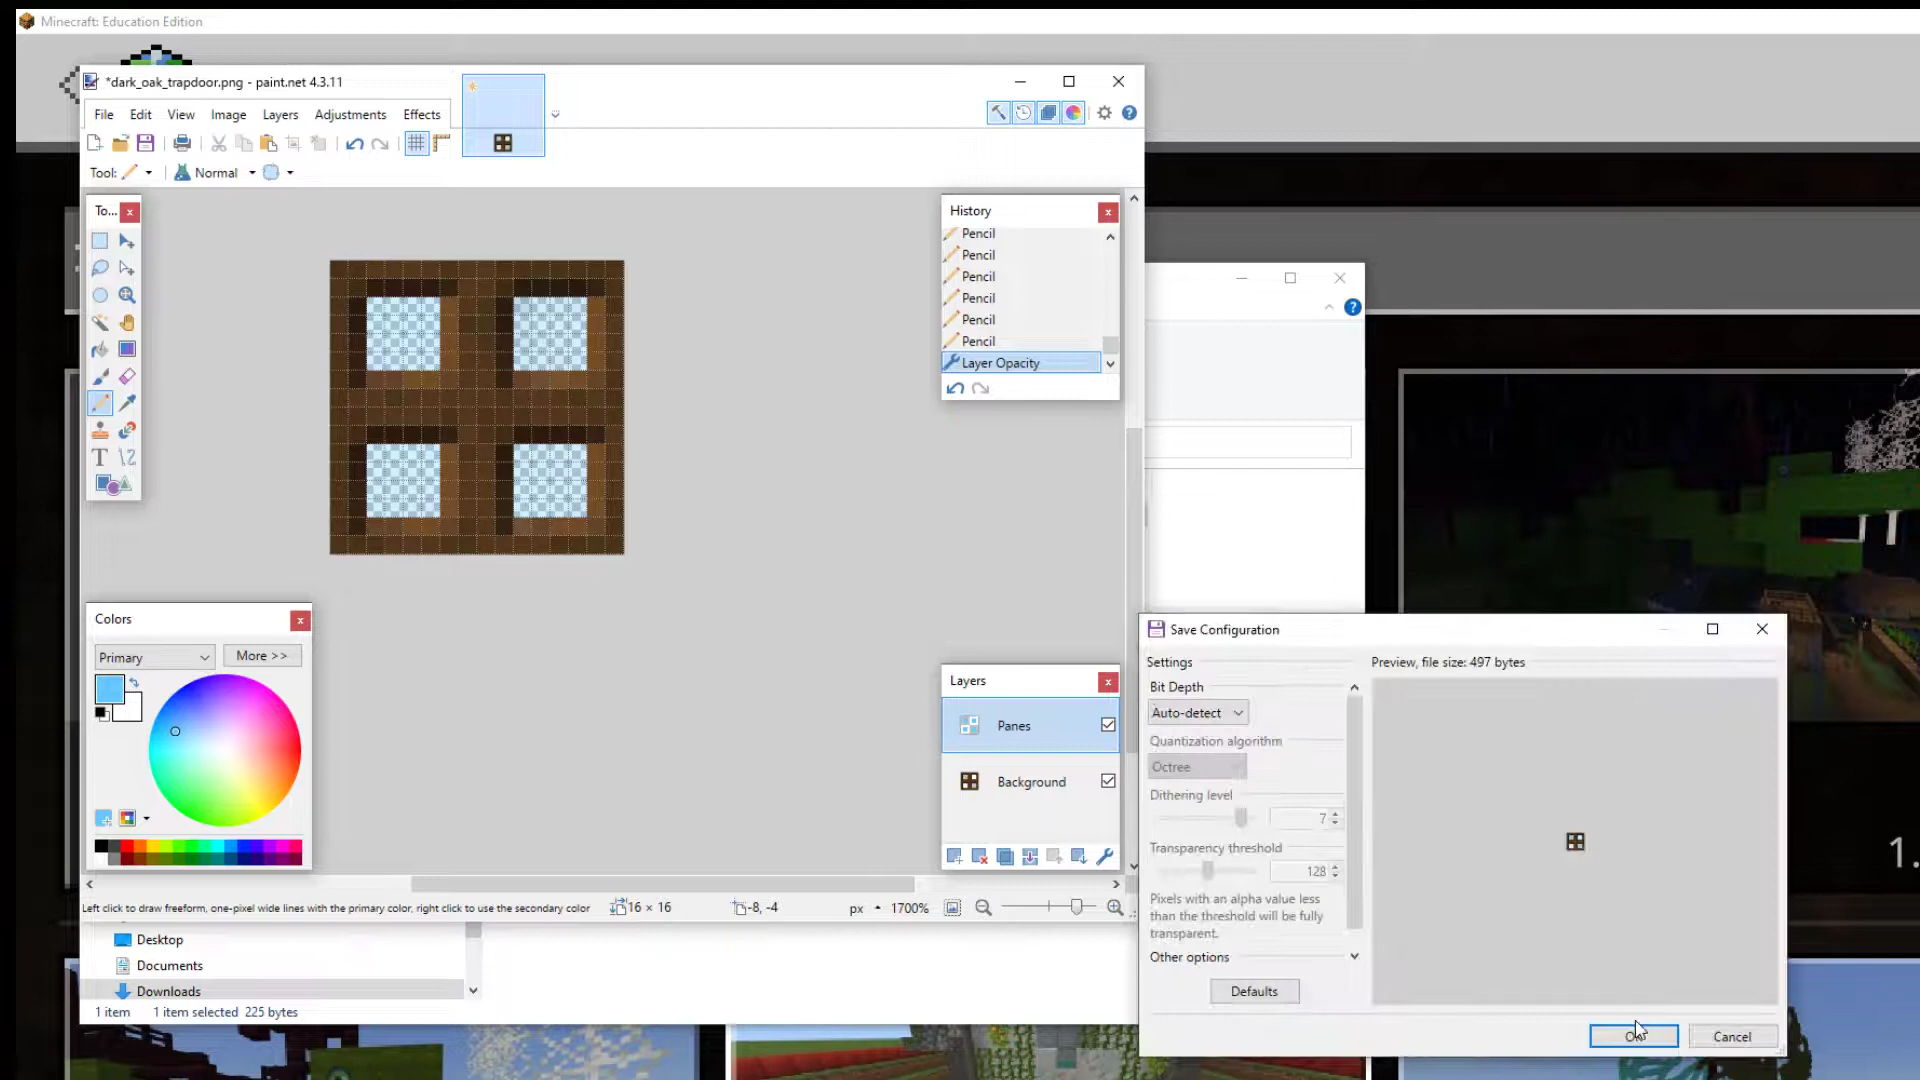 Minecraft: Education Edition
*dark_oak_trapdoor.png - paint.net 4.3.11
File Edit View Image Layers Adjustments Effects
Tool: Normal
To...
History
Pencil
Pencil
Pencil
Pencil
Pencil
Pencil
Layer Opacity
Colors
Primary
More >>
Layers
Panes
Background
Left click to draw freeform, one-pixel wide lines with the primary color, right click to use the secondary color
16 × 16
-8, -4
px
1700%
Desktop
Documents
Downloads
1 item 1 item selected 225 bytes
Save Configuration
Settings
Bit Depth
Auto-detect
Quantization algorithm
Octree
Dithering level
7
Transparency threshold
128
Pixels with an alpha value less
than the threshold will be fully
transparent.
Other options
Defaults
Preview, file size: 497 bytes
Cancel
1.